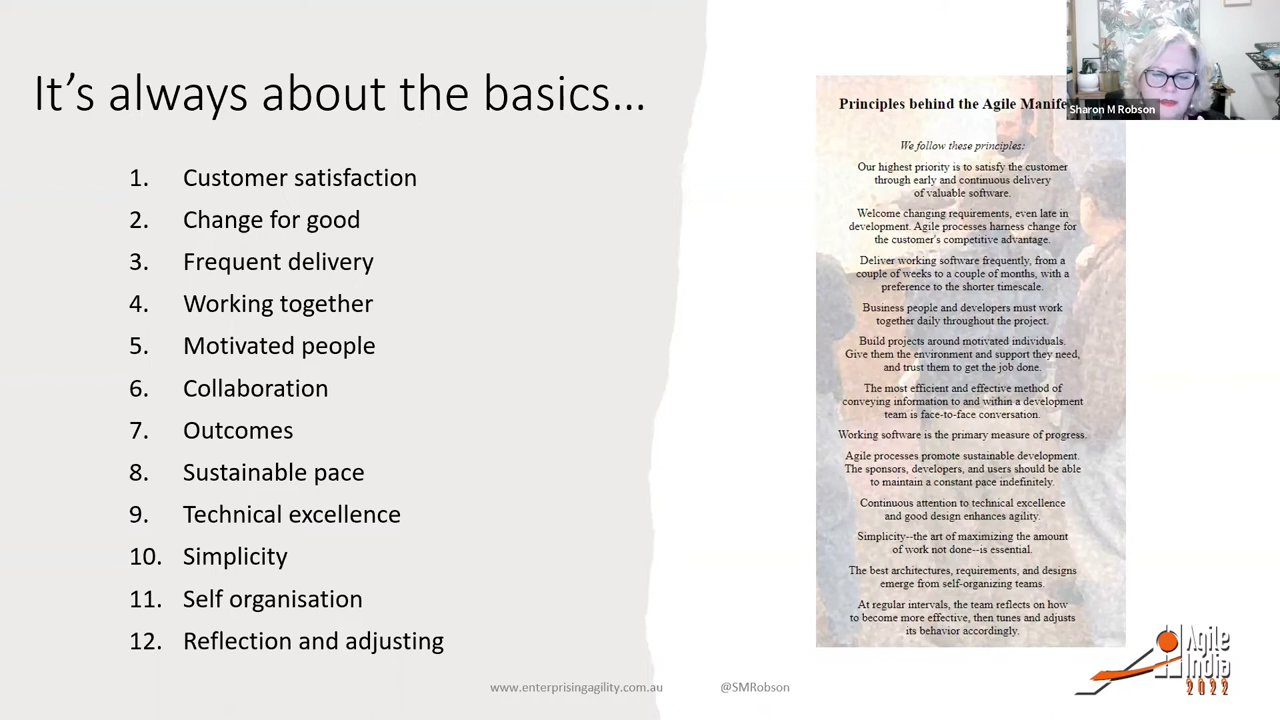 It's always about the basics...
1. Customer satisfaction
2. Change for good
3. Frequent delivery
4. Working together
5. Motivated people
6. Collaboration
7. Outcomes
8. Sustainable pace
9. Technical excellence
10. Simplicity
11. Self organisation
12. Reflection and adjusting
Principles behind the Agile Manife
We follow these principles:
Our highest priority is to satisfy the customer
through early and continuous delivery
of valuable software.
Welcome changing requirements, even late in
development. Agile processes harness change for
the customer's competitive advantage.
Deliver working software frequently, from a
couple of weeks to a couple of months, with a
preference to the shorter timescale.
Business people and developers must work
together daily throughout the project.
Build projects around motivated individuals.
Give them the environment and support they need,
and trust them to get the job done.
The most efficient and effective method of
conveying information to and within a development
team is face-to-face conversation.
Working software is the primary measure of progress.
Agile processes promote sustainable development.
The sponsors, developers, and users should be able
to maintain a constant pace indefinitely.
Continuous attention to technical excellence
and good design enhances agility.
Simplicity--the art of maximizing the amount
of work not done--is essential.
The best architectures, requirements, and designs
emerge from self-organizing teams.
At regular intervals, the team reflects on how
to become more effective, then tunes and adjusts
its behavior accordingly.
Sharon M Robson
www.enterprisingagility.com.au
@SMRobson
Agile
India
2022